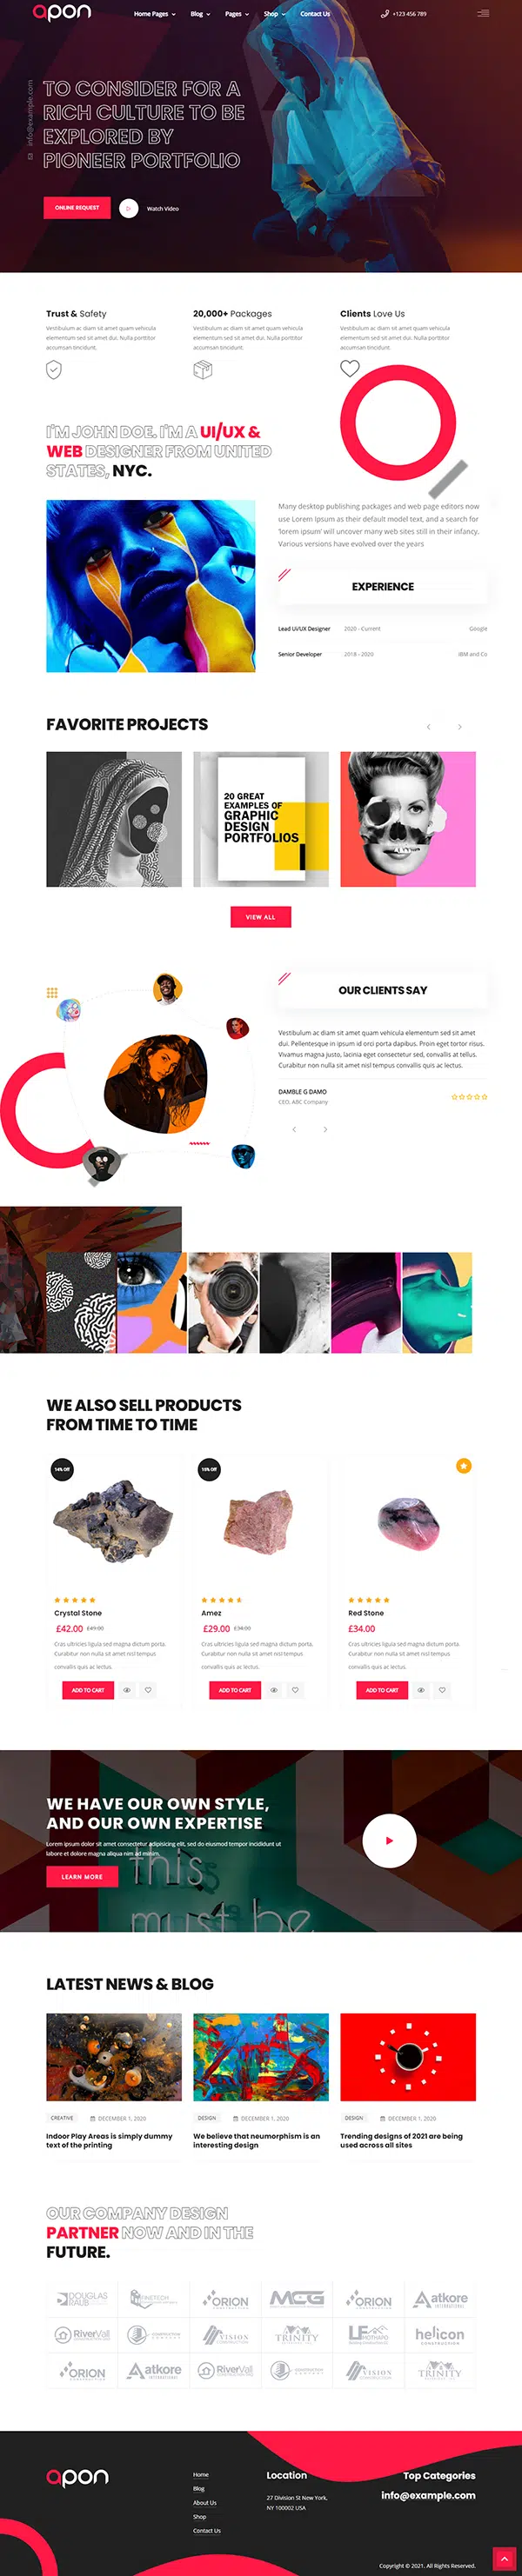 apon
Home Pages Blog Pages Shop Contact Us +123 456 789
info@example.com
TO CONSIDER FOR A
RICH CULTURE TO BE
EXPLORED BY
PIONEER PORTFOLIO
ONLINE REQUEST
Watch Video
Trust & Safety
Vestibulum ac diam sit amet quam vehicula
elementum sed sit amet dui. Nulla porttitor
accumsan tincidunt.
20,000+ Packages
Vestibulum ac diam sit amet quam vehicula
elementum sed sit amet dui. Nulla porttitor
accumsan tincidunt.
Clients Love Us
Vestibulum ac diam sit amet quam vehicula
elementum sed sit amet dui. Nulla porttitor
accumsan tincidunt.
I'M JOHN DOE. I'M A UI/UX &
WEB DESIGNER FROM UNITED
STATES, NYC.
Many desktop publishing packages and web page editors now
use Lorem Ipsum as their default model text, and a search for
'lorem ipsum' will uncover many web sites still in their infancy.
Various versions have evolved over the years
EXPERIENCE
Lead UI/UX Designer 2020 - Current Google
Senior Developer 2018 - 2020 iBM and Co
FAVORITE PROJECTS
20 GREAT
EXAMPLES OF
GRAPHIC
DESIGN
PORTFOLIOS
VIEW ALL
OUR CLIENTS SAY
Vestibulum ac diam sit amet quam vehicula elementum sed sit amet
dui. Pellentesque in ipsum id orci porta dapibus. Proin eget tortor risus.
Vivamus magna justo, lacinia eget consectetur sed, convallis at tellus.
Curabitur non nulla sit amet nisl tempus convallis quis ac lectus.
DAMBLE G DAMO
CEO, ABC Company
WE ALSO SELL PRODUCTS
FROM TIME TO TIME
14% Off
Crystal Stone
£42.00 £49.00
Cras ultricies ligula sed magna dictum porta.
Curabitur non nulla sit amet nisl tempus
convallis quis ac lectus.
ADD TO CART
15% Off
Amez
£29.00 £34.00
Cras ultricies ligula sed magna dictum porta.
Curabitur non nulla sit amet nisl tempus
convallis quis ac lectus.
ADD TO CART
Red Stone
£34.00
Cras ultricies ligula sed magna dictum porta.
Curabitur non nulla sit amet nisl tempus
convallis quis ac lectus.
ADD TO CART
WE HAVE OUR OWN STYLE,
AND OUR OWN EXPERTISE
Lorem ipsum dolor sit amet consectetur adipisicing elit, sed do eiusmod tempor incididunt ut
labore et dolore magna aliqua nim ad minim.
LEARN MORE
this
must be
LATEST NEWS & BLOG
CREATIVE DECEMBER 1, 2020
Indoor Play Areas is simply dummy
text of the printing
DESIGN DECEMBER 1, 2020
We believe that neumorphism is an
interesting design
DESIGN DECEMBER 1, 2020
Trending designs of 2021 are being
used across all sites
OUR COMPANY DESIGN
PARTNER NOW AND IN THE
FUTURE.
DOUGLAS
RAUB
FINETECH
ORION
CONSTRUCTION
MCG
ORION
CONSTRUCTION
Atkore
INTERNATIONAL
RiverVall
CONSTRUCTION
COMPANY
VISION
CONSTRUCTION
TRINITY
LE
HOTHAPO
helicon
CONSTRUCTION
ORION
CONSTRUCTION
Atkore
INTERNATIONAL
RiverVall
CONSTRUCTION
COMPANY
VISION
CONSTRUCTION
TRINITY
apon
Home
Blog
About Us
Shop
Contact Us
Location
27 Division St New York,
NY 100002 USA
Top Categories
info@example.com
Copyright © 2021. All Rights Reserved.